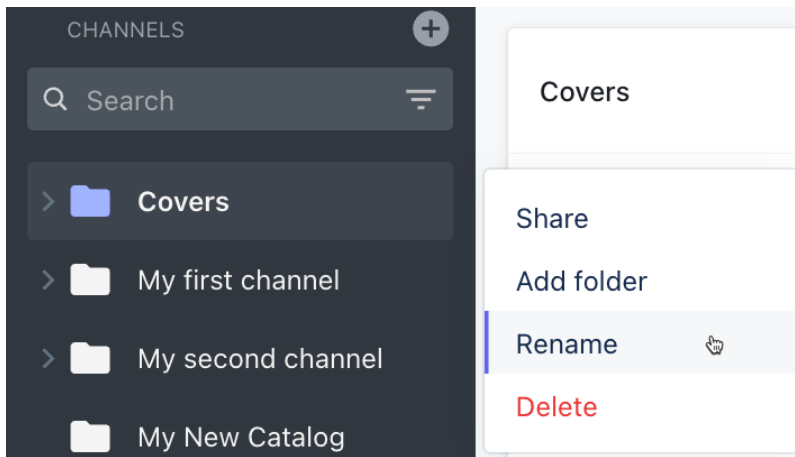 CHANNELS
Search
Covers
My first channel
My second channel
My New Catalog
Covers
Share
Add folder
Rename
Delete